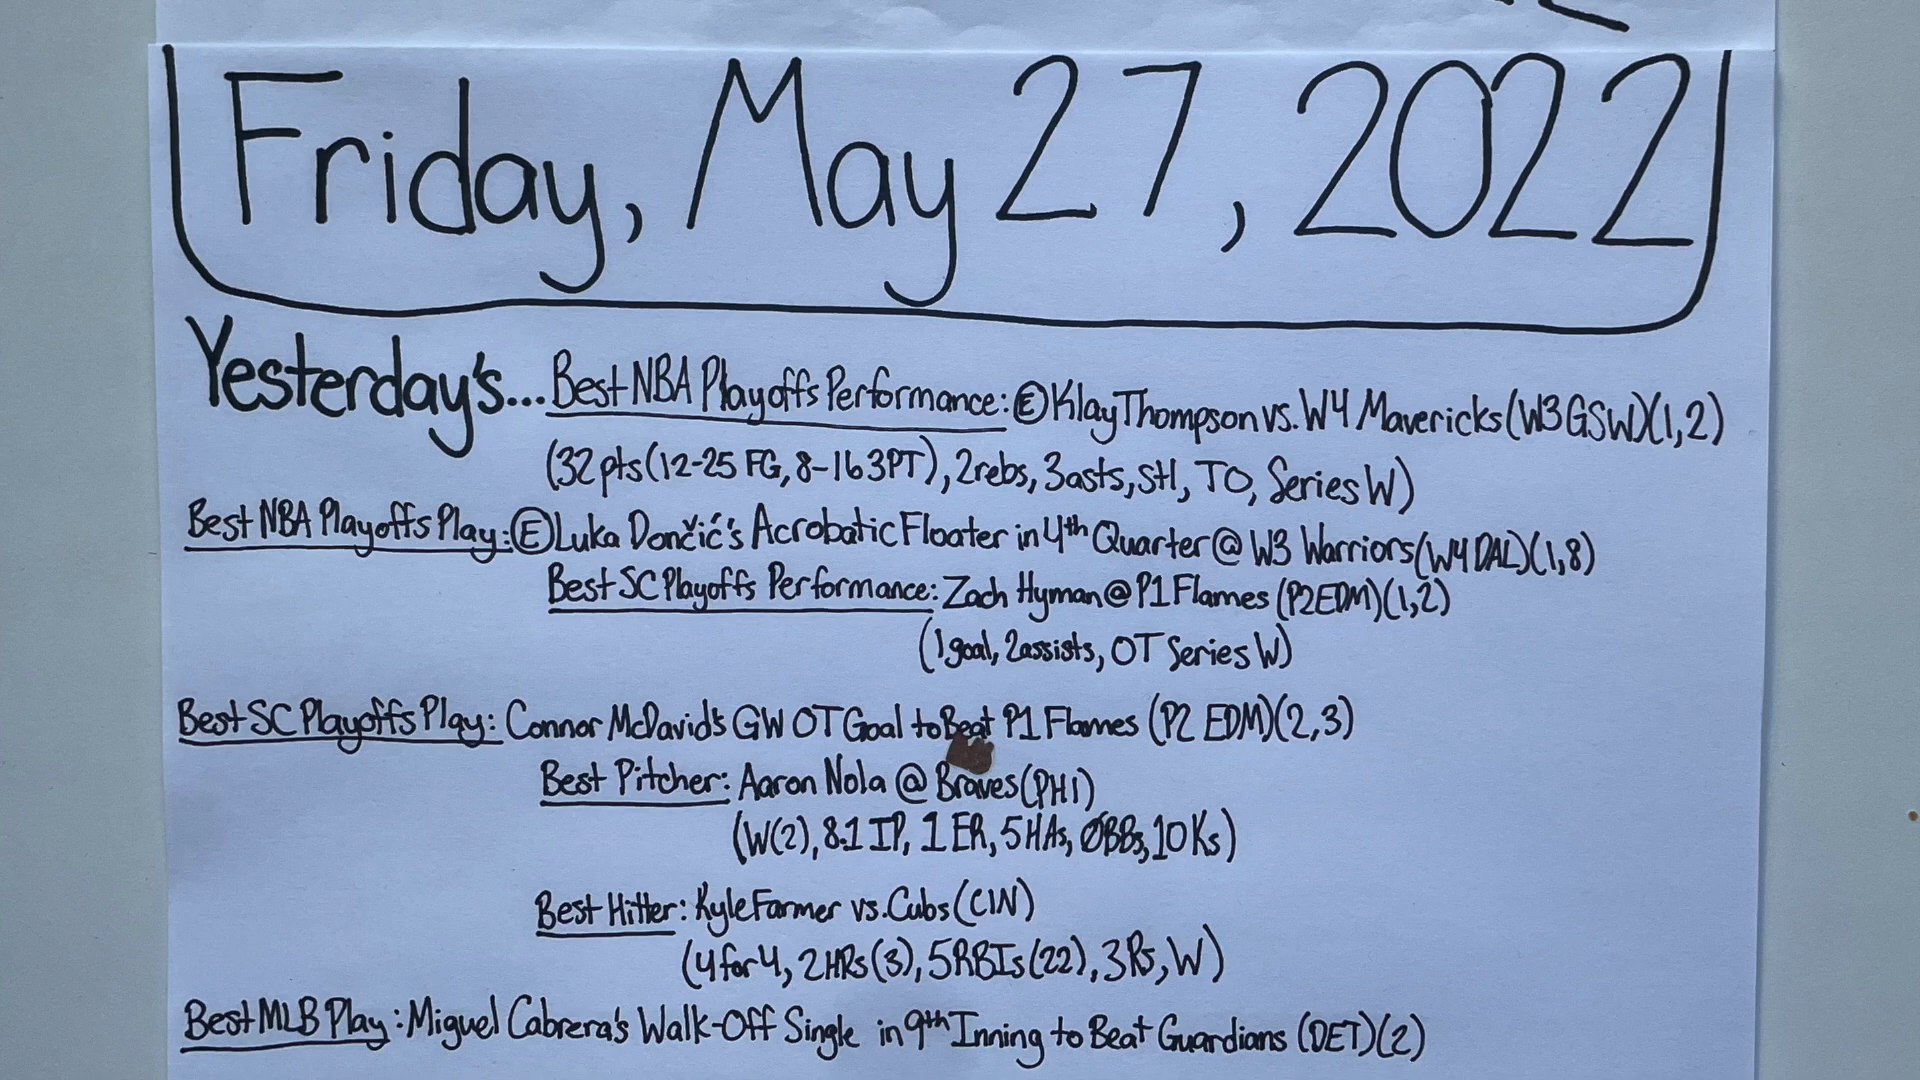 Friday, May 27, 2022
Yesterday's... Best NBA Playoffs Performance: Ⓔ Klay Thompson vs. W4 Mavericks (W3 GSW)(1,2)
(32 pts (12-25 FG, 8-16 3PT), 2 rebs, 3 asts, stl, TO, Series W)
Best NBA Playoffs Play: Ⓔ Luka Dončić's Acrobatic Floater in 4th Quarter @ W3 Warriors (W4 DAL)(1,8)
Best SC Playoffs Performance: Zach Hyman @ P1 Flames (P2 EDM)(1,2)
(1 goal, 2 assists, OT Series W)
Best SC Playoffs Play: Connor McDavid's GW OT Goal to Beat P1 Flames (P2 EDM)(2,3)
Best Pitcher: Aaron Nola @ Braves (PHI)
(W(2), 8.1 IP, 1 ER, 5 HAs, 0 BBs, 10 Ks)
Best Hitter: Kyle Farmer vs. Cubs (CIN)
(4 for 4, 2 HRs (3), 5 RBIs (22), 3 Rs, W)
Best MLB Play: Miguel Cabrera's Walk-Off Single in 9th Inning to Beat Guardians (DET)(2)